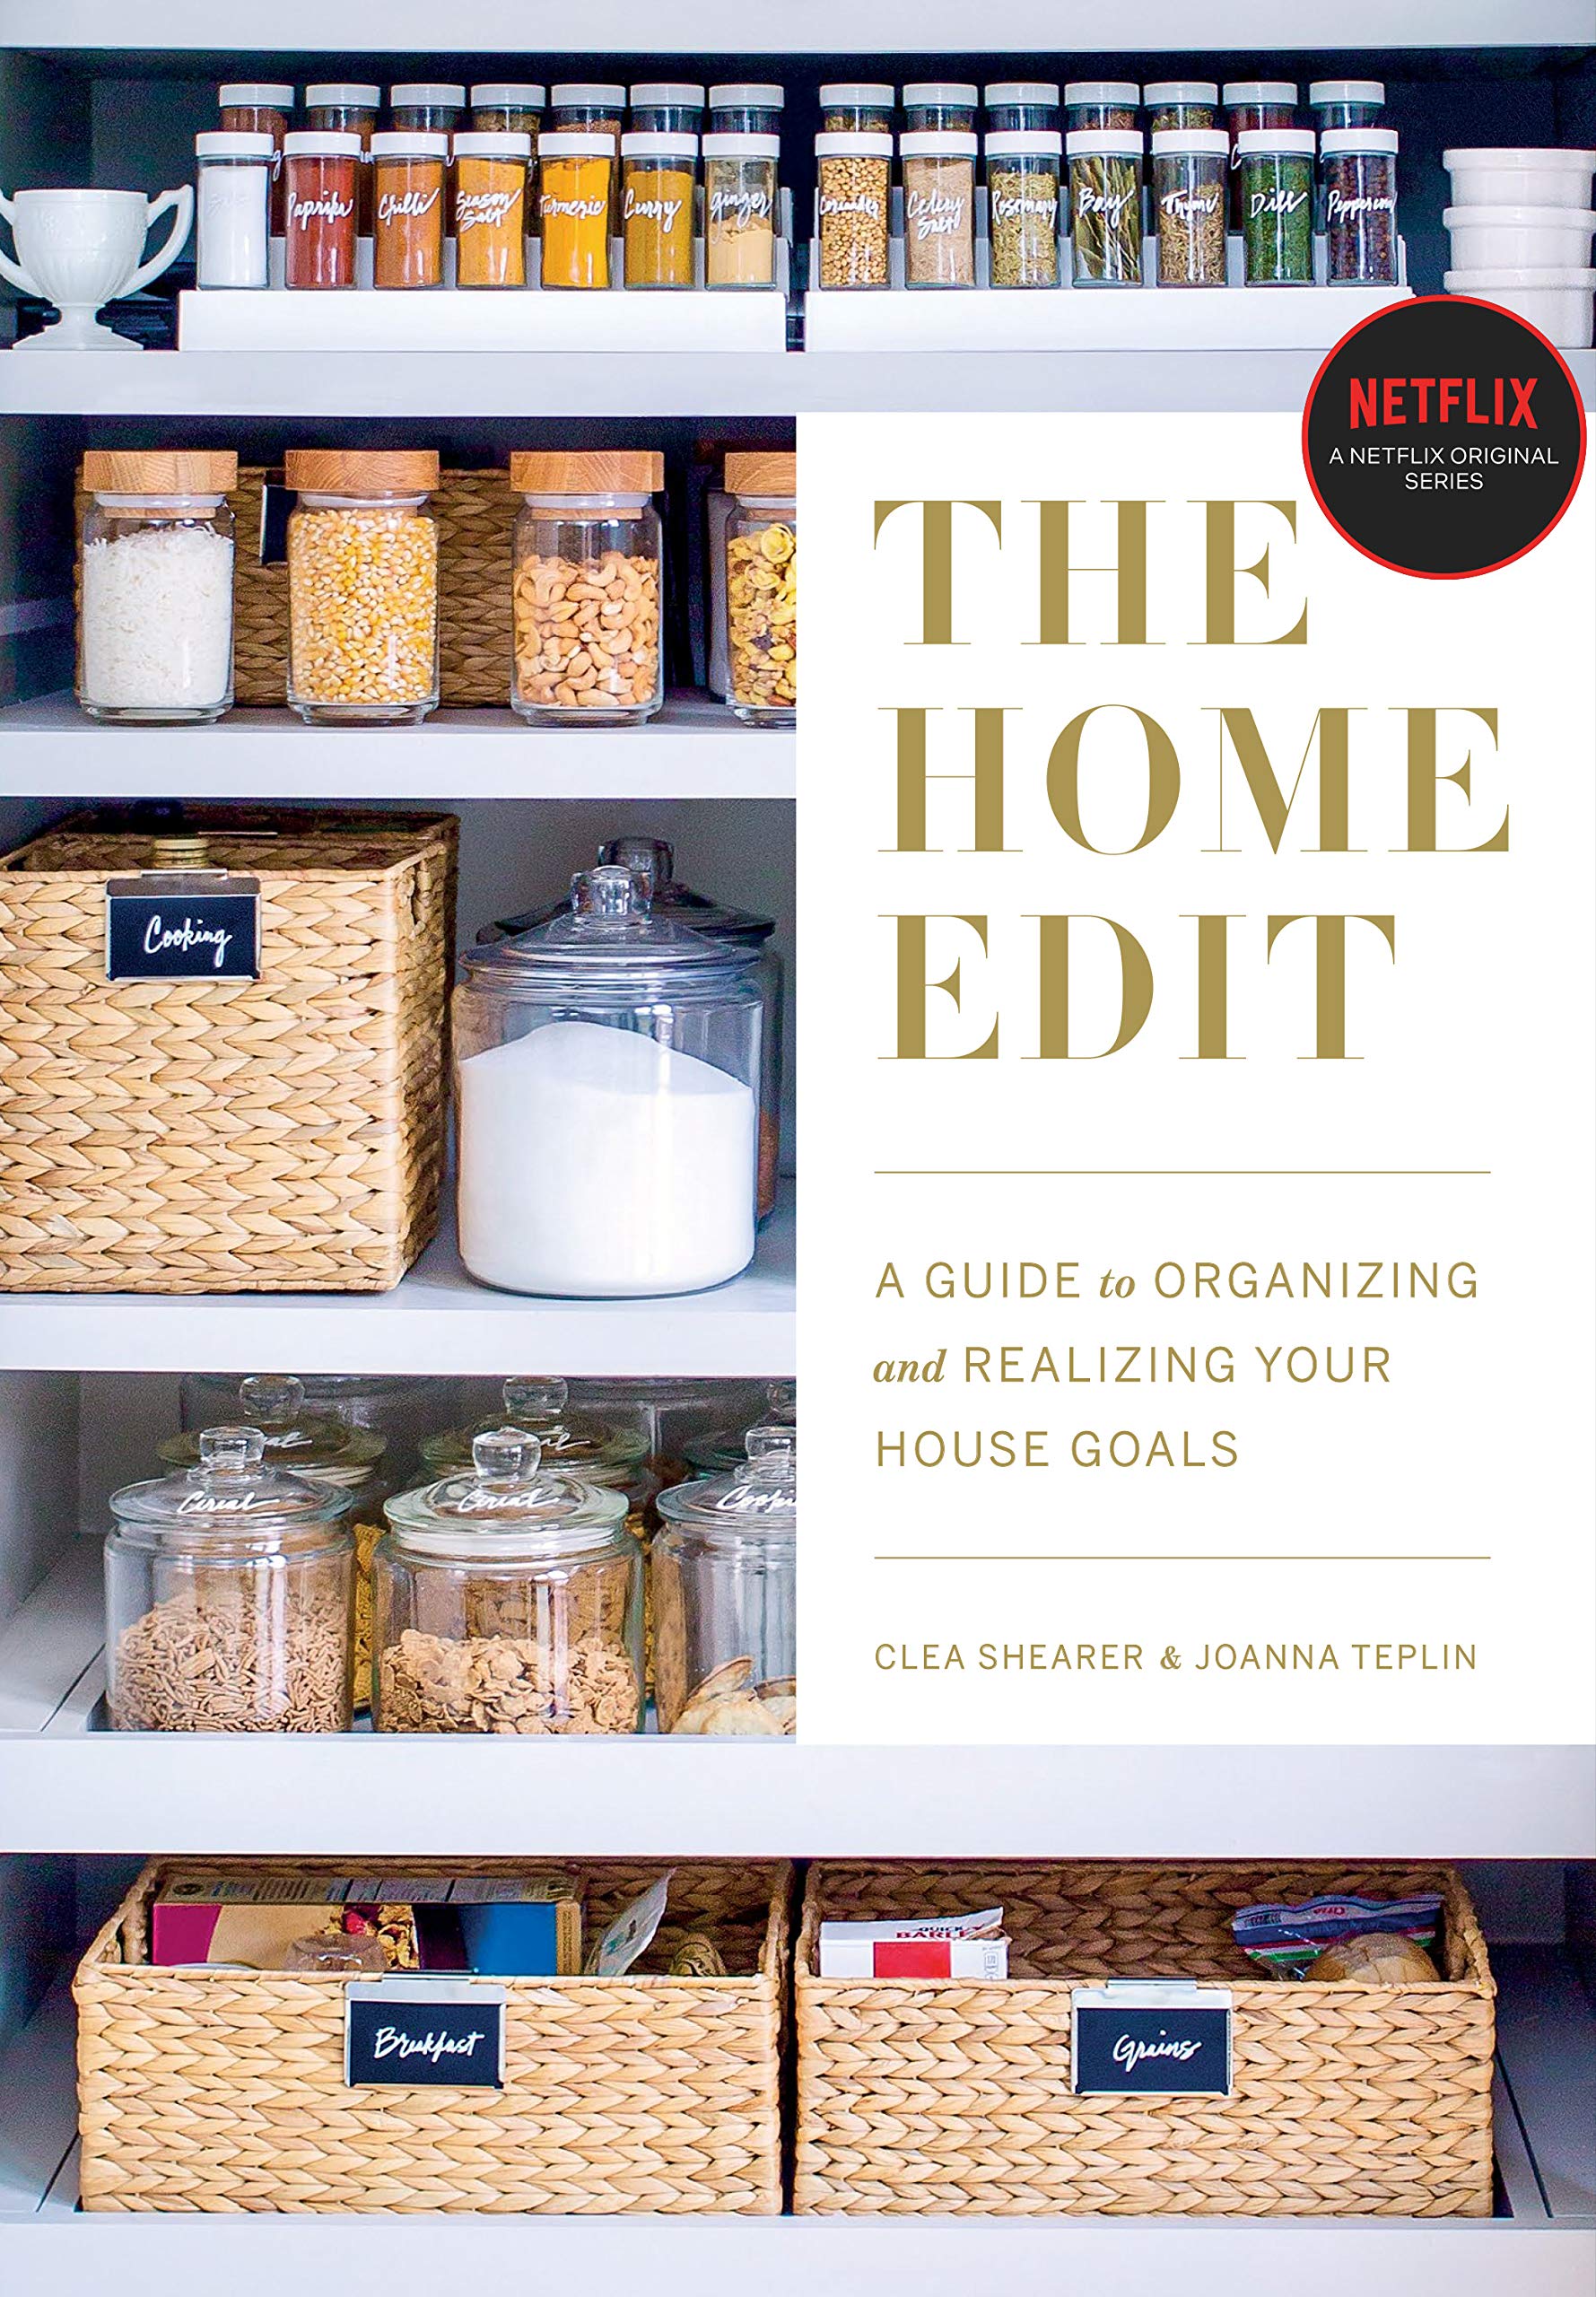 Paprika
Chilli
Season
Salt
Turmeric
Curry
Ginger
Coriander
Celery
Salt
Rosemary
Bay
Thyme
Dill
Peppercorn
NETFLIX
A NETFLIX ORIGINAL
SERIES
THE
HOME
EDIT
Cooking
A GUIDE to ORGANIZING
and REALIZING YOUR
HOUSE GOALS
Cereal
Cereal
CLEA SHEARER & JOANNA TEPLIN
QUICK
Breakfast
Grains